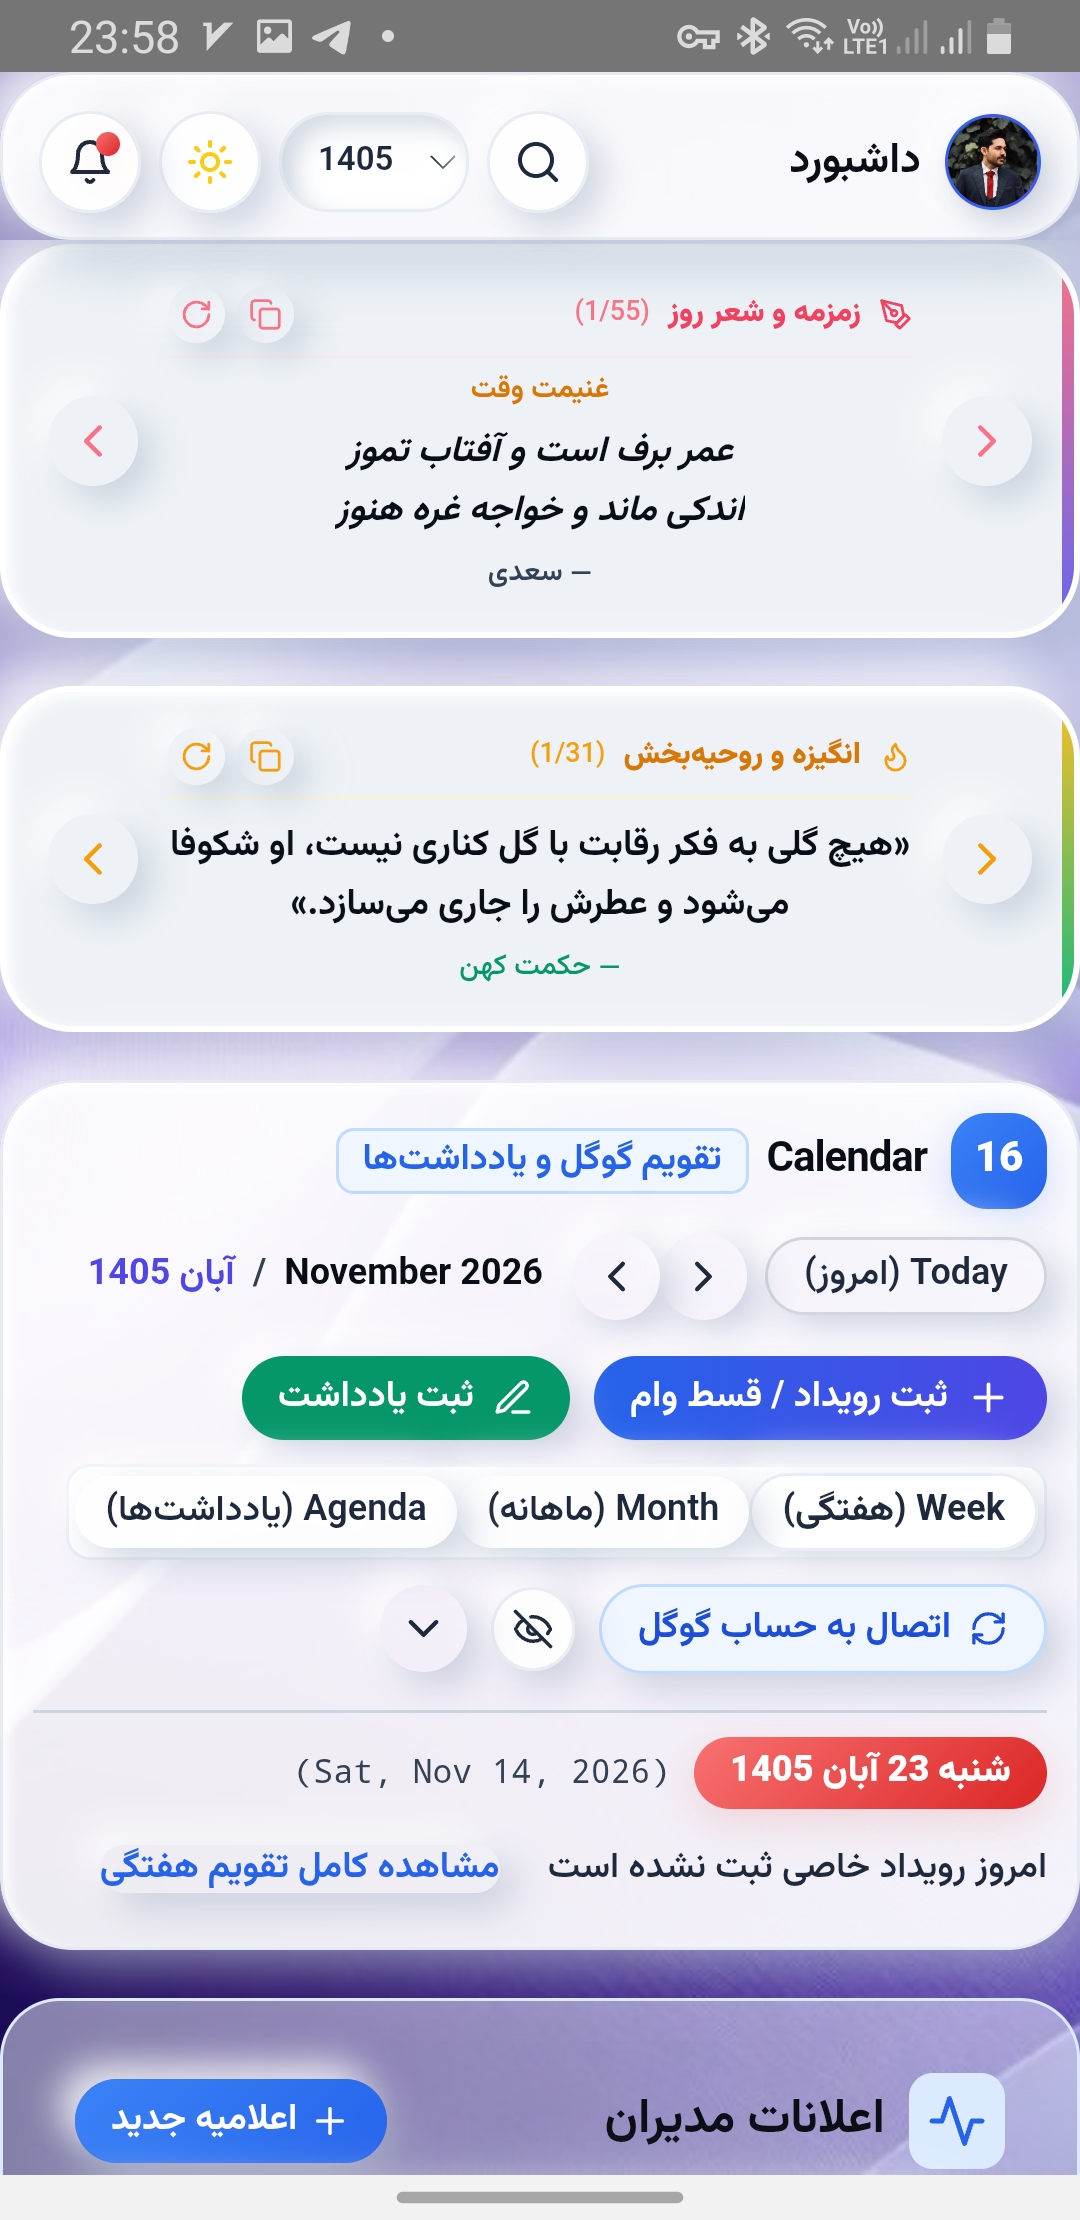 23:58
Vo)) LTE1
داشبورد
1405
زمزمه و شعر روز (1/55)
غنیمت وقت
عمر برف است و آفتاب تموز
اندکی ماند و خواجه غره هنوز
— سعدی
انگیزه و روحیه‌بخش (1/31)
«هیچ گلی به فکر رقابت با گل کناری نیست، او شکوفا
می‌شود و عطرش را جاری می‌سازد.»
— حکمت کهن
16 Calendar تقویم گوگل و یادداشت‌ها
Today (امروز) November 2026 / آبان 1405
ثبت رویداد / قسط وام
ثبت یادداشت
Week (هفتگی) Month (ماهانه) Agenda (یادداشت‌ها)
اتصال به حساب گوگل
شنبه 23 آبان 1405 (Sat, Nov 14, 2026)
امروز رویداد خاصی ثبت نشده است مشاهده کامل تقویم هفتگی
اعلانات مدیران
اعلامیه جدید